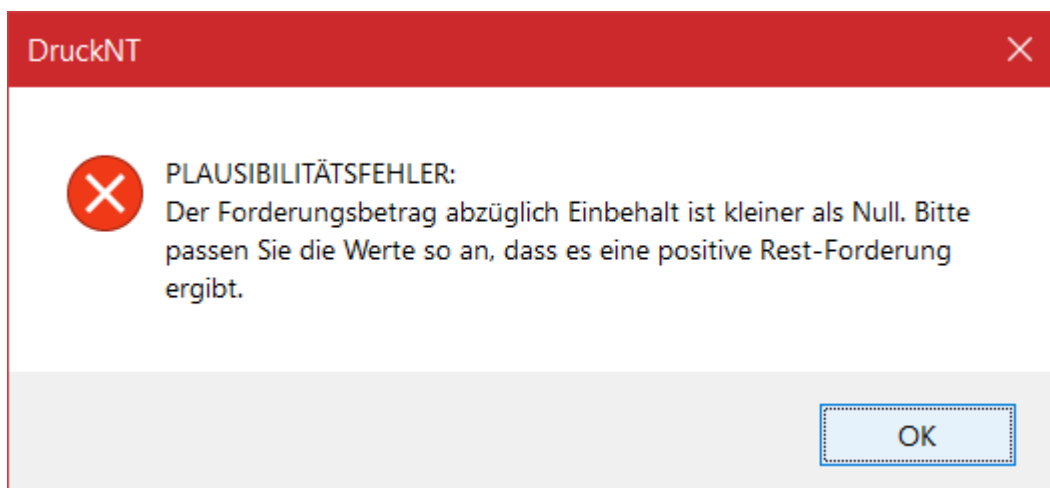 DruckNT
PLAUSIBILITÄTSFEHLER:
Der Forderungsbetrag abzüglich Einbehalt ist kleiner als Null. Bitte
passen Sie die Werte so an, dass es eine positive Rest-Forderung
ergibt.
OK